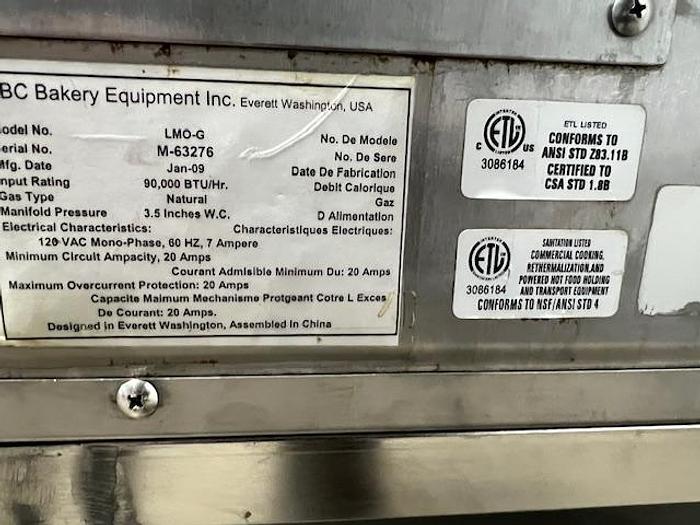 BC Bakery Equipment Inc. Everett Washington, USA
odel No. LMO-G No. De Modele
erial No. M-63276 No. De Sere
Mfg. Date Jan-09 Date De Fabrication
nput Rating 90,000 BTU/Hr. Debit Calorique
Gas Type Natural Gaz
Manifold Pressure 3.5 Inches W.C. D Alimentation
Electrical Characteristics: Characteristiques Electriques:
120 VAC Mono-Phase, 60 HZ, 7 Ampere
Minimum Circuit Ampacity, 20 Amps
Courant Admisible Minimum Du: 20 Amps
Maximum Overcurrent Protection: 20 Amps
Capacite Maimum Mechanisme Protgeant Cotre L Exces
De Courant: 20 Amps.
Designed in Everett Washington, Assembled In China
INTERTEK
ETL
C US
3086184
ETL LISTED
CONFORMS TO
ANSI STD Z83.11B
CERTIFIED TO
CSA STD 1.8B
INTERTEK
ETL
3086184
SANITATION LISTED
COMMERCIAL COOKING,
RETHERMALIZATION,AND
POWERED HOT FOOD HOLDING
AND TRANSPORT EQUIPMENT
CONFORMS TO NSF/ANSI STD 4